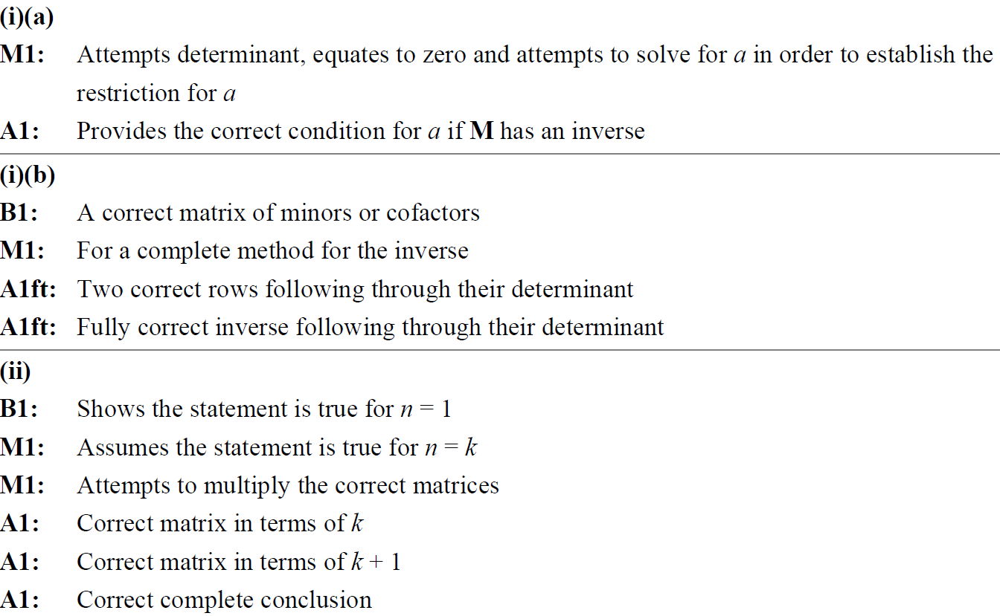 (i)(a)
M1: Attempts determinant, equates to zero and attempts to solve for a in order to establish the
restriction for a
A1: Provides the correct condition for a if M has an inverse
(i)(b)
B1: A correct matrix of minors or cofactors
M1: For a complete method for the inverse
A1ft: Two correct rows following through their determinant
A1ft: Fully correct inverse following through their determinant
(ii)
B1: Shows the statement is true for n = 1
M1: Assumes the statement is true for n = k
M1: Attempts to multiply the correct matrices
A1: Correct matrix in terms of k
A1: Correct matrix in terms of k + 1
A1: Correct complete conclusion